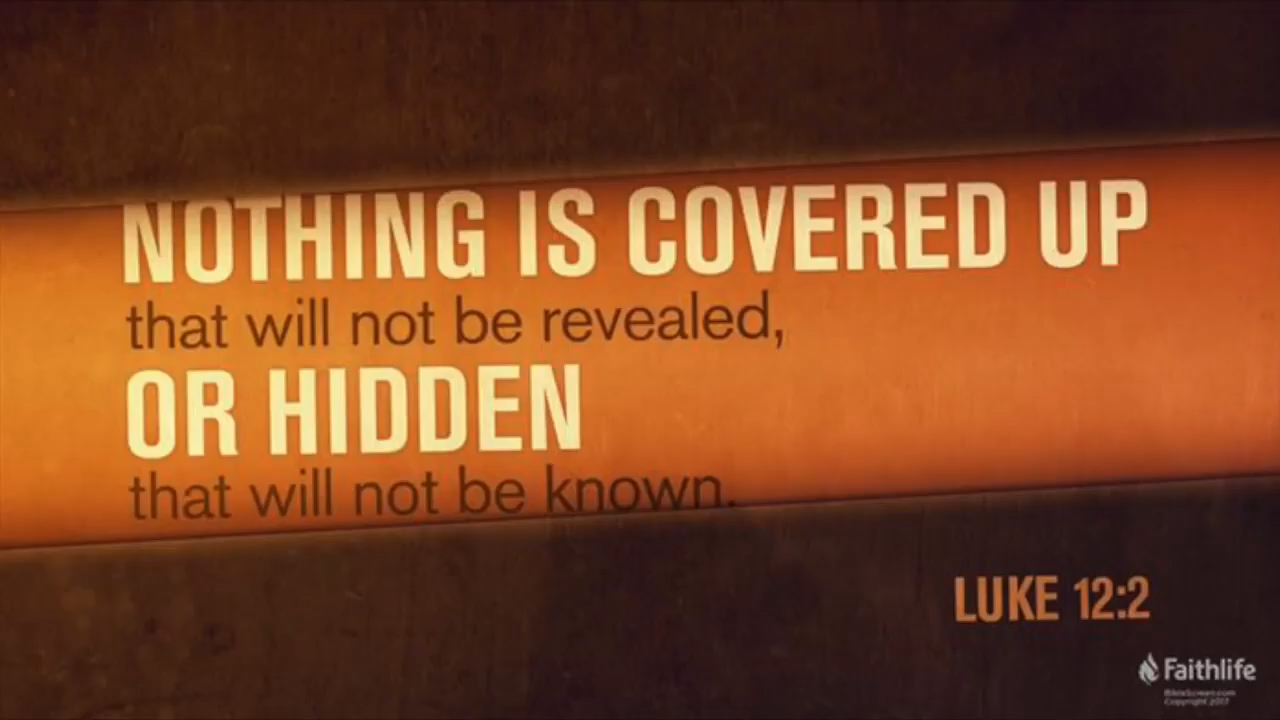 NOTHING IS COVERED UP
that will not be revealed,
OR HIDDEN
that will not be known.
LUKE 12:2
Faithlife